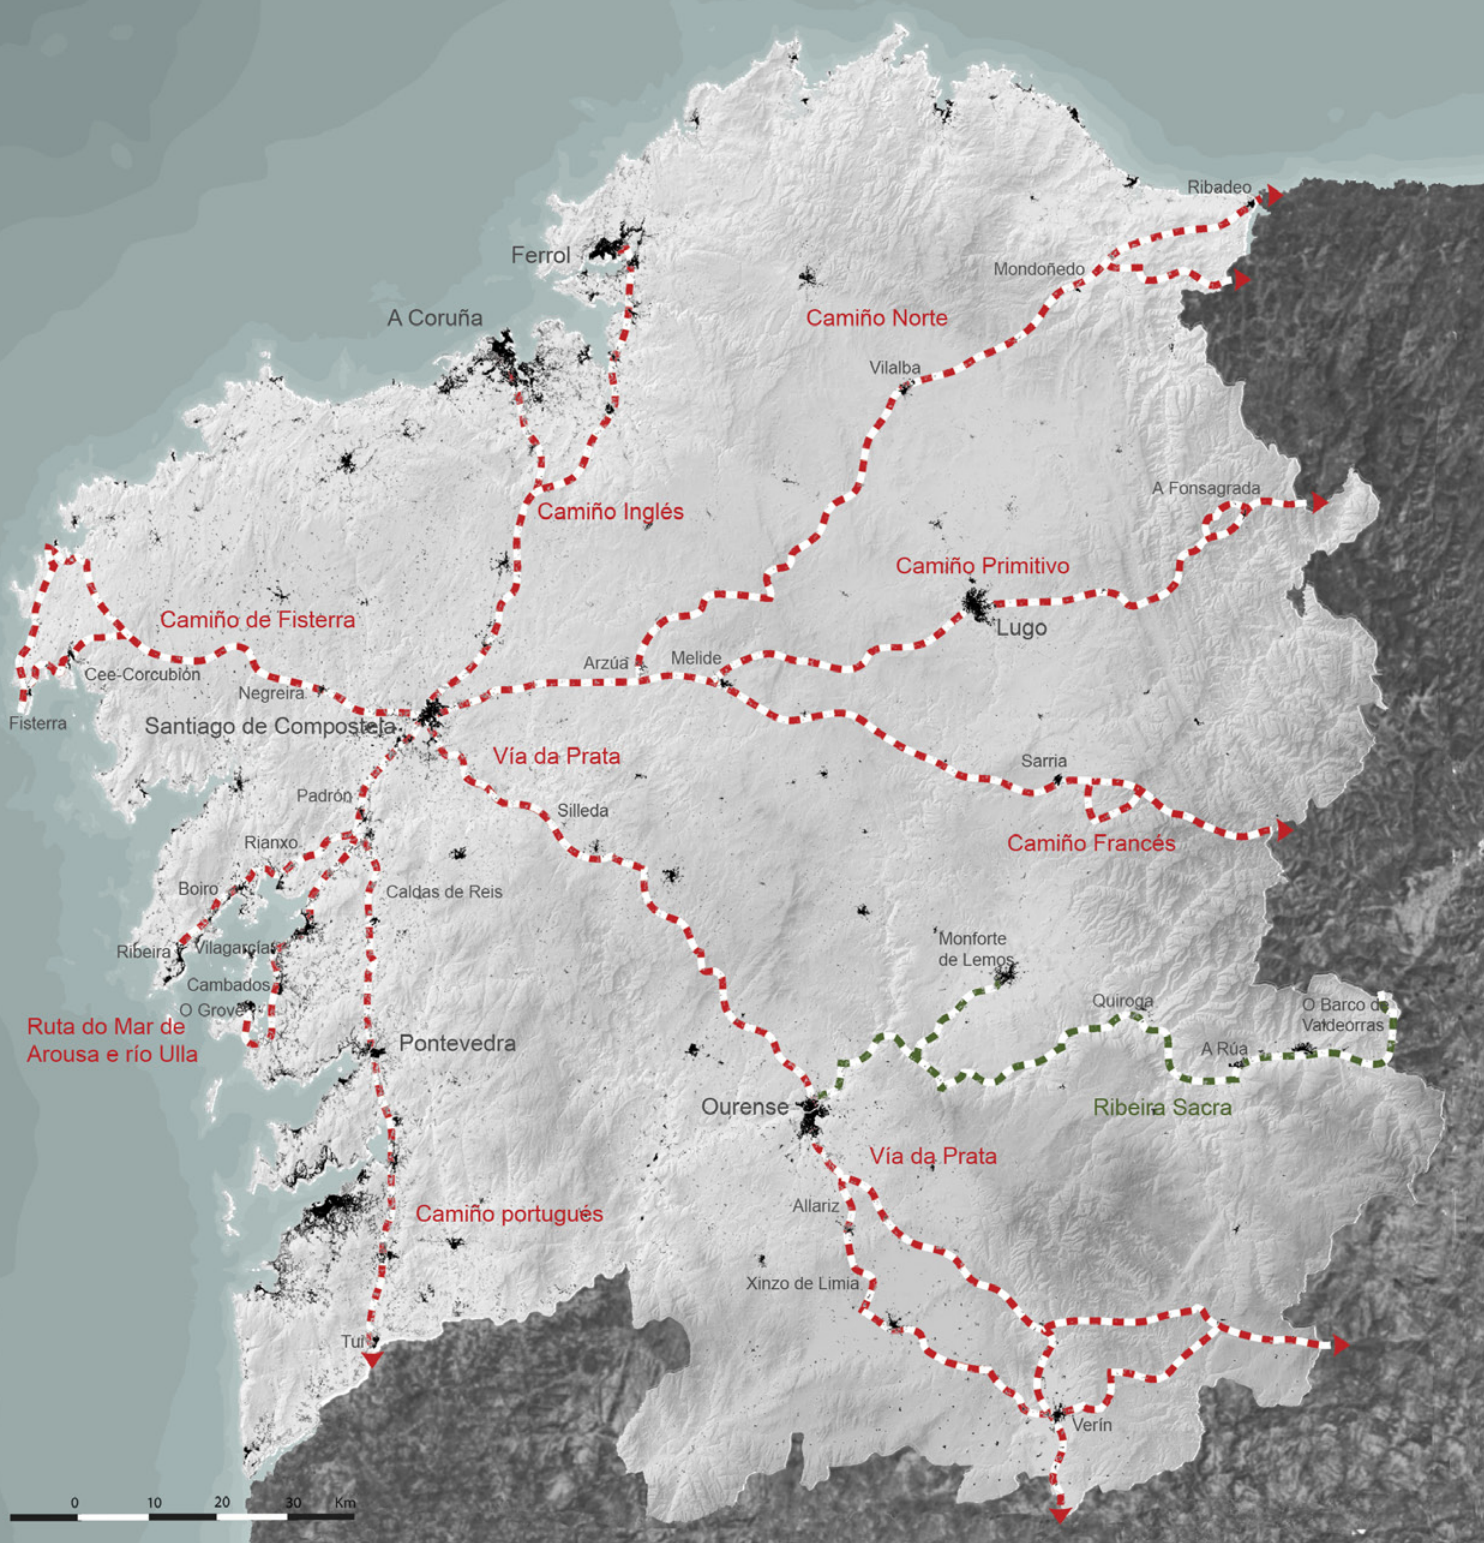 Ribadeo
Ferrol
Mondoñedo
A Coruña
Camiño Norte
Vilalba
A Fonsagrada
Camiño Inglés
Camiño Primitivo
Camiño de Fisterra
Lugo
Arzúa
Melide
Cee-Corcubión
Negreira
Fisterra
Santiago de Compostela
Vía da Prata
Sarria
Padrón
Silleda
Rianxo
Camiño Francés
Boiro
Caldas de Reis
Ribeira
Vilagarcía
Monforte
de Lemos
Cambados
O Grove
Quiroga
O Barco de
Valdeorras
Ruta do Mar de
Arousa e río Ulla
Pontevedra
A Rúa
Ourense
Ribeira Sacra
Vía da Prata
Allariz
Camiño portugués
Xinzo de Limia
Tui
Verín
0 10 20 30 Km